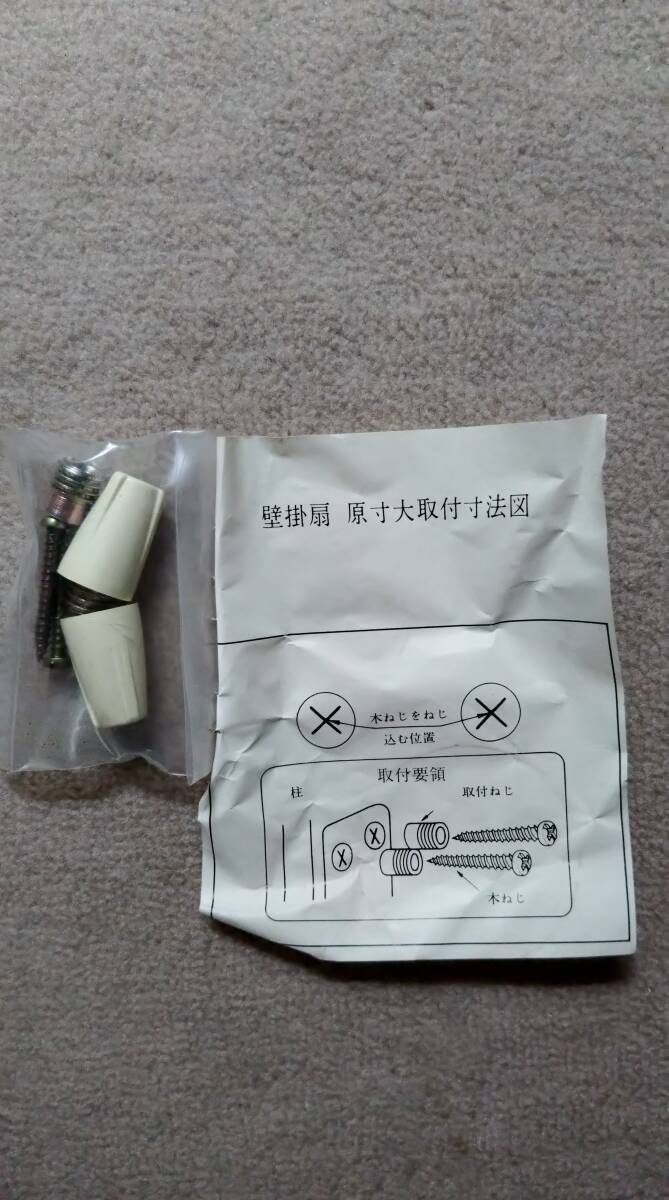 壁掛扇 原寸大取付寸法図
木ねじをねじ
込む位置
取付要領
柱
取付ねじ
木ねじ